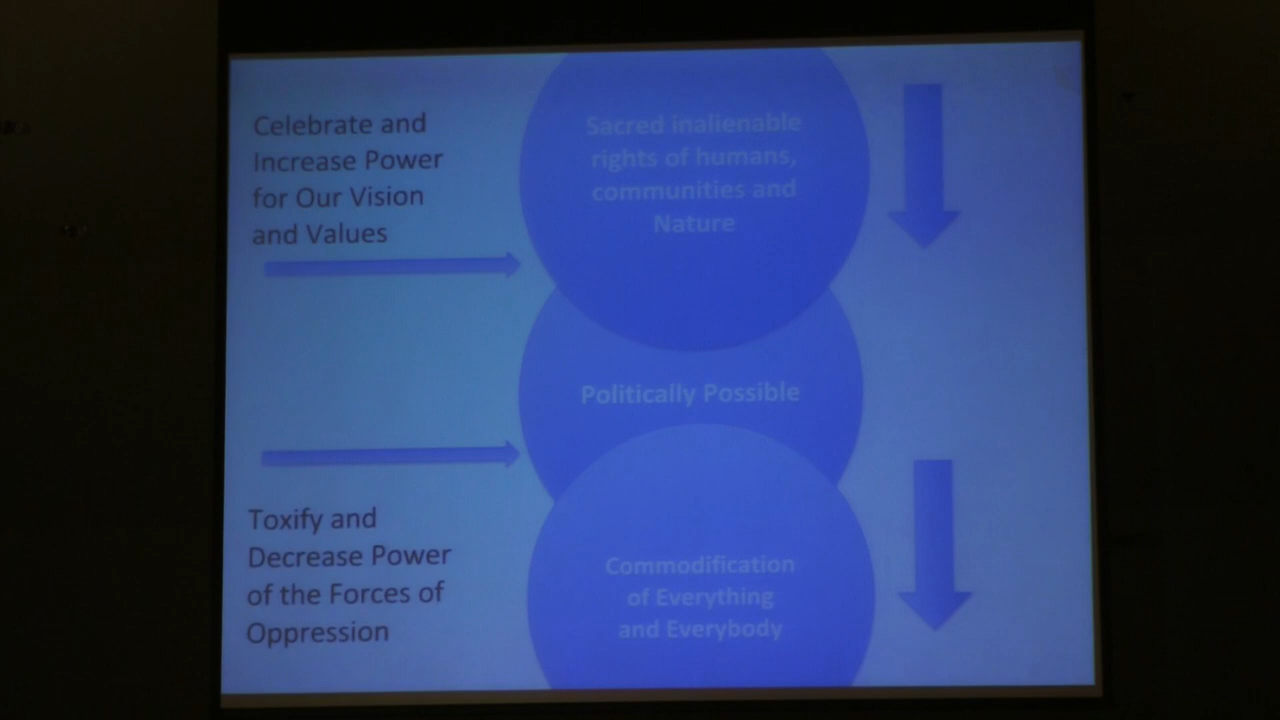 Celebrate and
Increase Power
for Our Vision
and Values
Sacred inalienable
rights of humans,
communities and
Nature
Politically Possible
Toxify and
Decrease Power
of the Forces of
Oppression
Commodification
of Everything
and Everybody